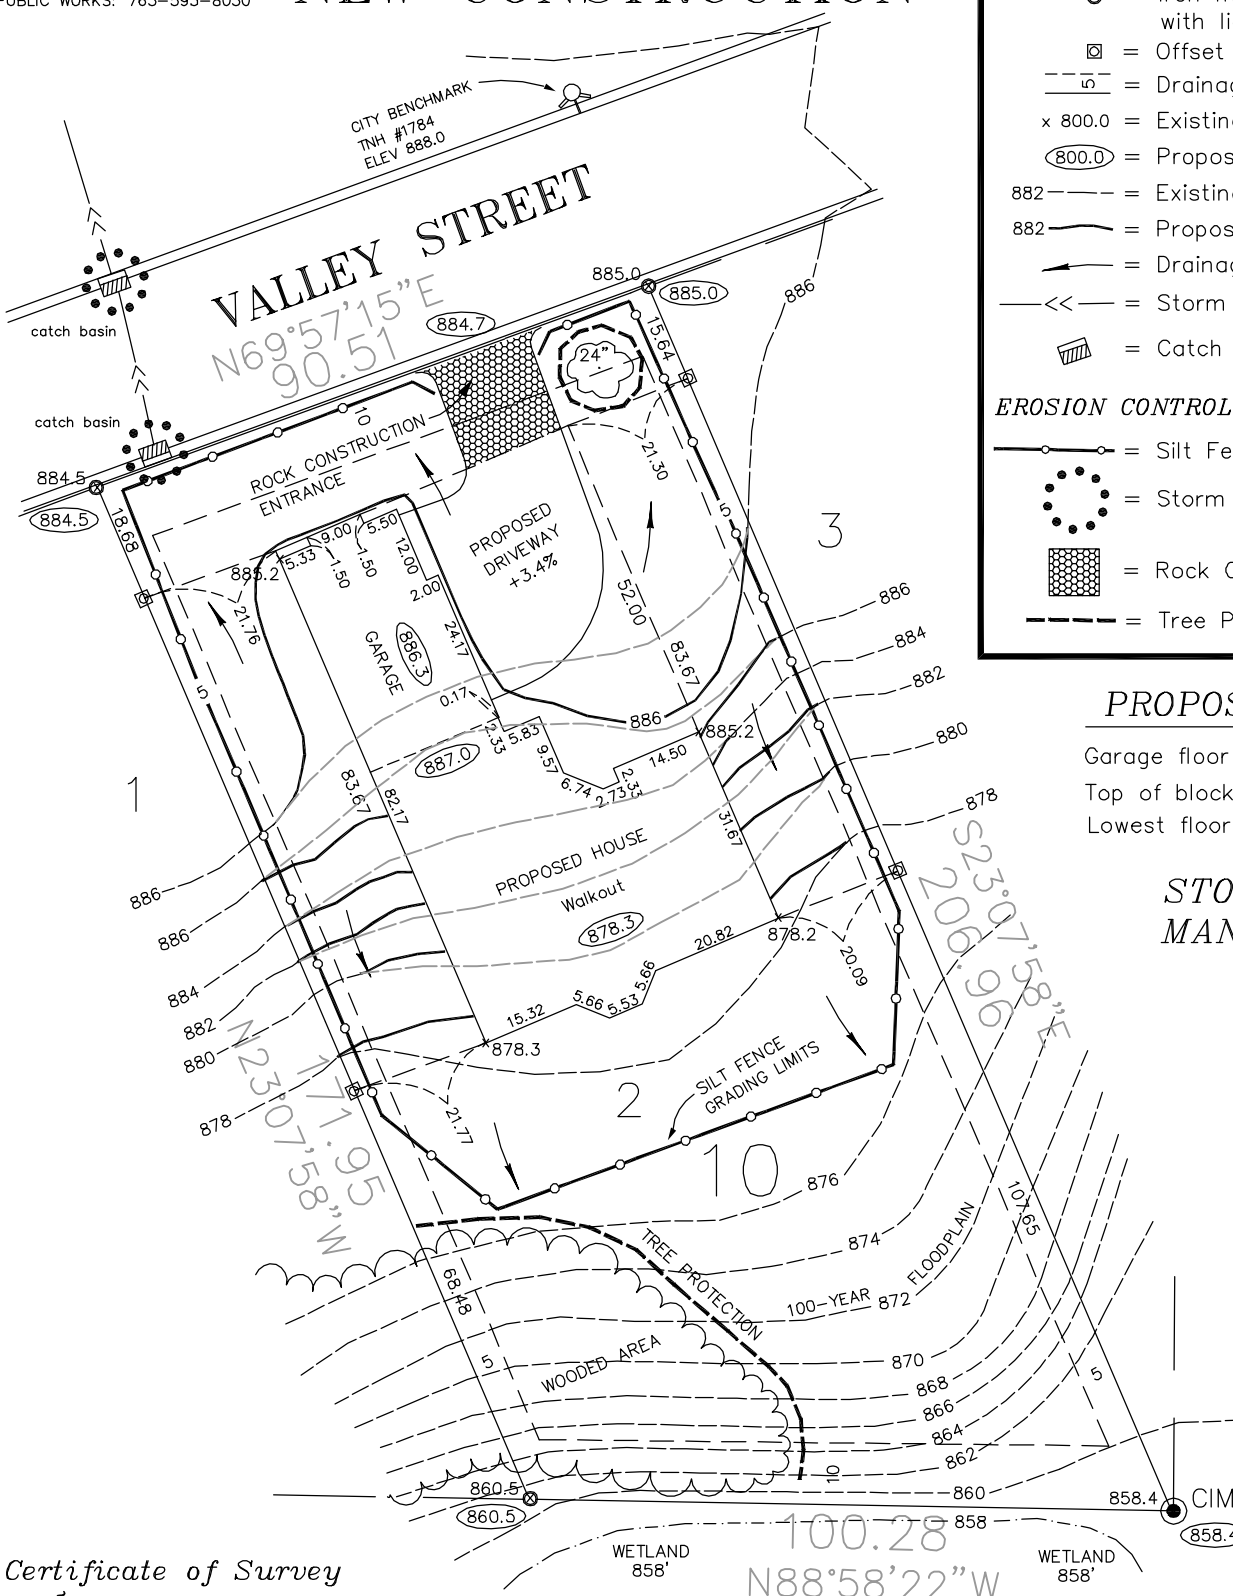 PUBLIC WORKS: 763-593-8030
NEW CONSTRUCTION
with li
= Offset
5
= Drainag
x 800.0 = Existin
800.0 = Propos
882 = Existin
882 = Propos
= Drainag
= Storm
= Catch
EROSION CONTROL
= Silt Fe
= Storm
= Rock C
= Tree P
PROPOS
Garage floor
Top of block
Lowest floor
STO
MAN
CITY BENCHMARK
TNH #1784
ELEV 888.0
VALLEY STREET
N69°57'15"E
90.51
catch basin
catch basin
885.0
885.0
884.7
886
884.5
884.5
24"
15.64
10
ROCK CONSTRUCTION
ENTRANCE
21.30
18.68
885.2
5.33
9.00
5.50
1.50
1.50
12.00
2.00
PROPOSED
DRIVEWAY
+3.4%
5
3
21.76
24.17
GARAGE
886.3
52.00
83.67
5
0.17
2.33
5.83
887.0
886
885.2
9.57
14.50
6.74
2.73
2.33
886
884
882
880
878
1
83.67
82.17
31.67
PROPOSED HOUSE
Walkout
878.3
20.82
878.2
20.09
S23°07'58"E
206.96
886
886
884
882
880
878
15.32
5.66
5.53
5.66
878.3
N23°07'58"W
171.95
21.77
2
SILT FENCE
GRADING LIMITS
10
876
874
100-YEAR
872
FLOODPLAIN
107.65
TREE PROTECTION
68.48
WOODED AREA
5
870
868
866
864
862
860
858
5
10
860.5
860.5
858.4
CIM
858.4
100.28
N88°58'22"W
WETLAND
858'
WETLAND
858'
Certificate of Survey